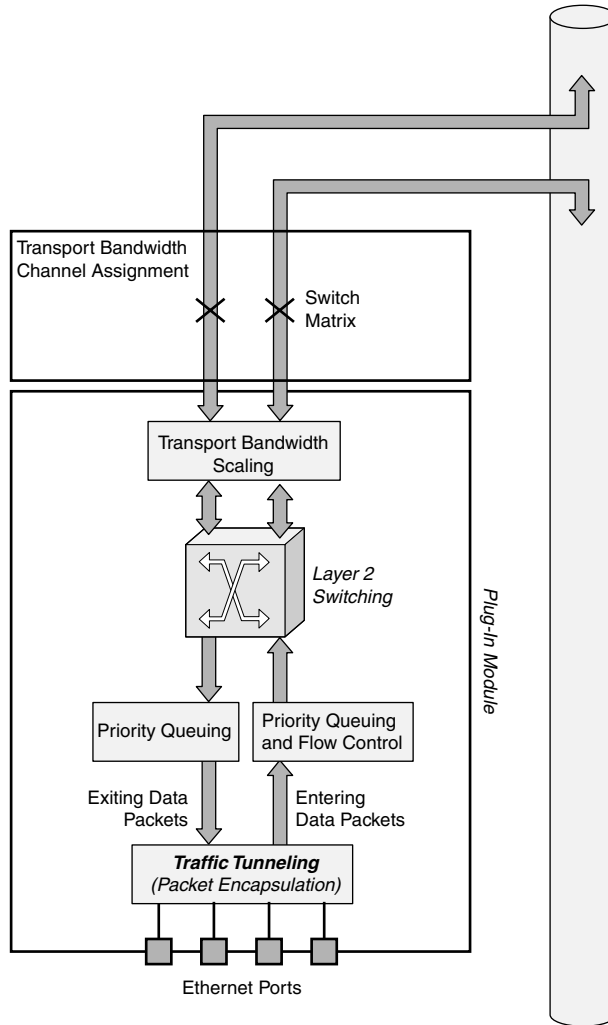 Transport Bandwidth
Channel Assignment
Switch
Matrix
Transport Bandwidth
Scaling
Layer 2
Switching
Plug-In Module
Priority Queuing
Priority Queuing
and Flow Control
Exiting Data
Packets
Entering
Data Packets
Traffic Tunneling
(Packet Encapsulation)
Ethernet Ports